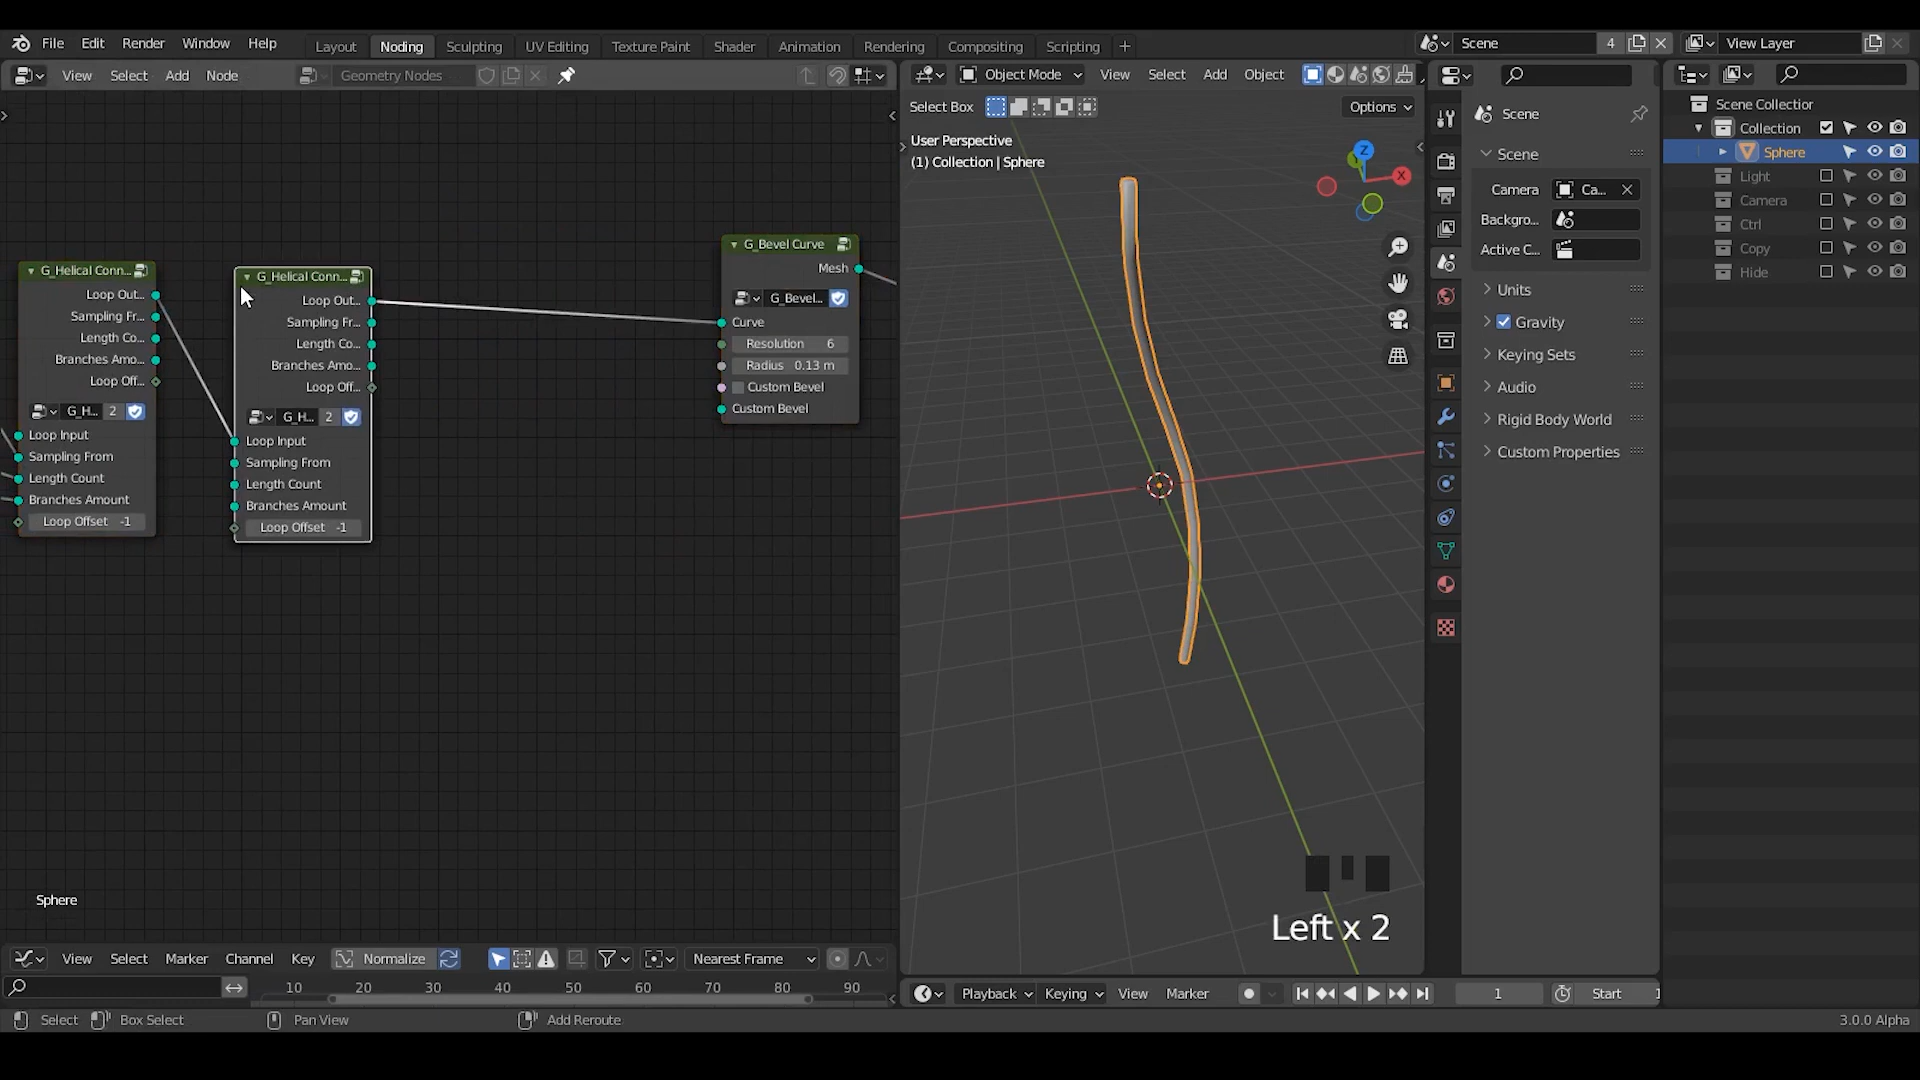 File Edit Render Window Help Layout Noding Sculpting UV Editing Texture Paint Shader Animation Rendering Compositing Scripting + Scene 4 View Layer
View Select Add Node Geometry Nodes Object Mode View Select Add Object
Select Box Options
User Perspective
(1) Collection | Sphere
Z
X
G_Helical Conn...
Loop Out...
Sampling Fr...
Length Co...
Branches Amo...
Loop Off...
G_H... 2
Loop Input
Sampling From
Length Count
Branches Amount
Loop Offset -1
G_Helical Conn...
Loop Out...
Sampling Fr...
Length Co...
Branches Amo...
Loop Off...
G_H... 2
Loop Input
Sampling From
Length Count
Branches Amount
Loop Offset -1
G_Bevel Curve
Mesh
G_Bevel...
Curve
Resolution 6
Radius 0.13 m
Custom Bevel
Custom Bevel
Scene
Scene
Camera Ca...
Backgro...
Active C...
Units
Gravity
Keying Sets
Audio
Rigid Body World
Custom Properties
Scene Collection
Collection
Sphere
Light
Camera
Ctrl
Copy
Hide
Left x 2
Sphere
View Select Marker Channel Key Normalize Nearest Frame
10 20 30 40 50 60 70 80 90
Playback Keying View Marker 1 Start
Select Box Select Pan View Add Reroute 3.0.0 Alpha